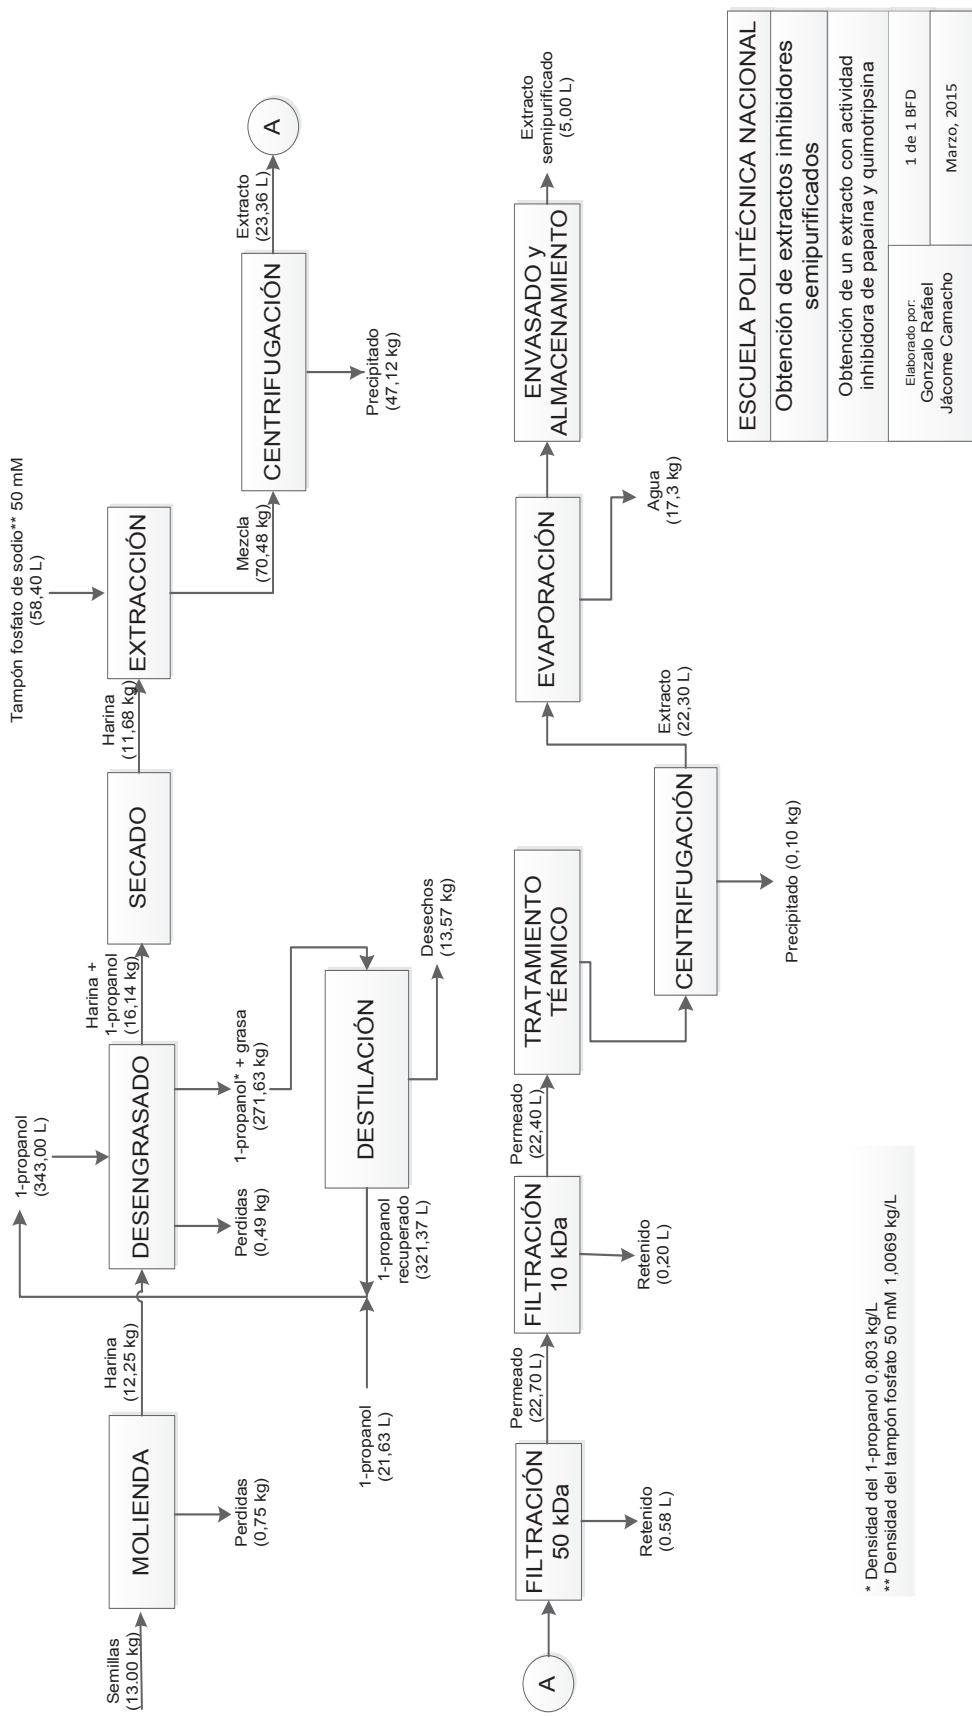 Semillas
(13.00 kg)
MOLIENDA
Perdidas
(0,75 kg)
Harina
(12,25 kg)
1-propanol
(343,00 L)
DESENGRASADO
Perdidas
(0,49 kg)
1-propanol* + grasa
(271,63 kg)
Harina +
1-propanol
(16,14 kg)
SECADO
Harina
(11,68 kg)
Tampón fosfato de sodio** 50 mM
(58,40 L)
EXTRACCIÓN
Mezcla
(70,48 kg)
CENTRIFUGACIÓN
Precipitado
(47,12 kg)
Extracto
(23,36 L)
A
1-propanol
(21,63 L)
1-propanol
recuperado
(321,37 L)
DESTILACIÓN
Desechos
(13,57 kg)
A
FILTRACIÓN
50 kDa
Retenido
(0.58 L)
Permeado
(22,70 L)
FILTRACIÓN
10 kDa
Retenido
(0,20 L)
Permeado
(22,40 L)
TRATAMIENTO
TÉRMICO
CENTRIFUGACIÓN
Precipitado (0,10 kg)
Extracto
(22,30 L)
EVAPORACIÓN
Agua
(17,3 kg)
ENVASADO y
ALMACENAMIENTO
Extracto
semipurificado
(5,00 L)
* Densidad del 1-propanol 0,803 kg/L
** Densidad del tampón fosfato 50 mM 1,0069 kg/L
ESCUELA POLITÉCNICA NACIONAL
Obtención de extractos inhibidores
semipurificados
Obtención de un extracto con actividad
inhibidora de papaína y quimotripsina
Elaborado por:
Gonzalo Rafael
Jácome Camacho
1 de 1 BFD
Marzo, 2015